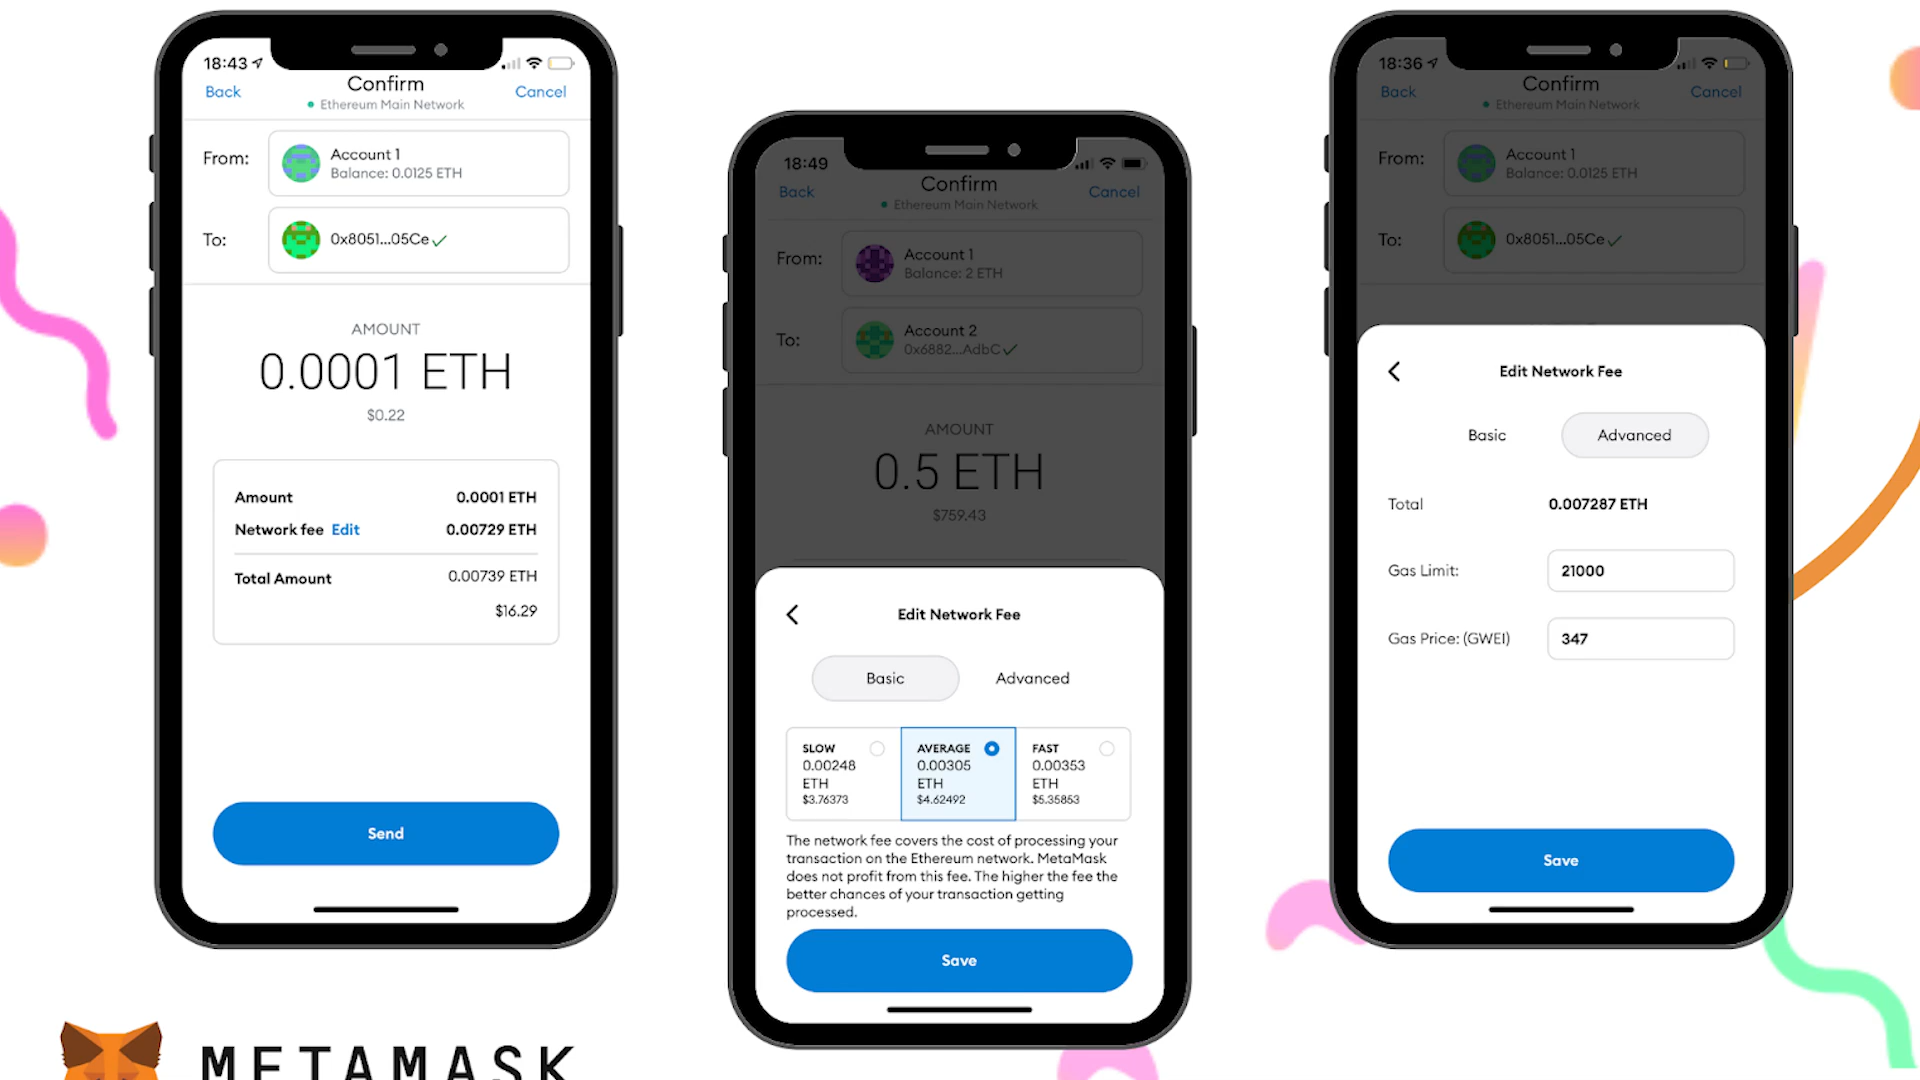 18:43
Confirm
Back
Cancel
Ethereum Main Network
From:
Account 1
Balance: 0.0125 ETH
To:
0x8051...05Ce
AMOUNT
0.0001 ETH
$0.22
Amount 0.0001 ETH
Network fee Edit 0.00729 ETH
Total Amount 0.00739 ETH
$16.29
Send
18:49
Confirm
Back
Cancel
Ethereum Main Network
From:
Account 1
Balance: 2 ETH
To:
Account 2
0x6882...AdbC
AMOUNT
0.5 ETH
$759.43
Edit Network Fee
Basic Advanced
SLOW
0.00248
ETH
$3.76373
AVERAGE
0.00305
ETH
$4.62492
FAST
0.00353
ETH
$5.35853
The network fee covers the cost of processing your
transaction on the Ethereum network. MetaMask
does not profit from this fee. The higher the fee the
better chances of your transaction getting
processed.
Save
18:36
Confirm
Back
Cancel
Ethereum Main Network
From:
Account 1
Balance: 0.0125 ETH
To:
0x8051...05Ce
Edit Network Fee
Basic Advanced
Total 0.007287 ETH
Gas Limit: 21000
Gas Price: (GWEI) 347
Save
METAMASK